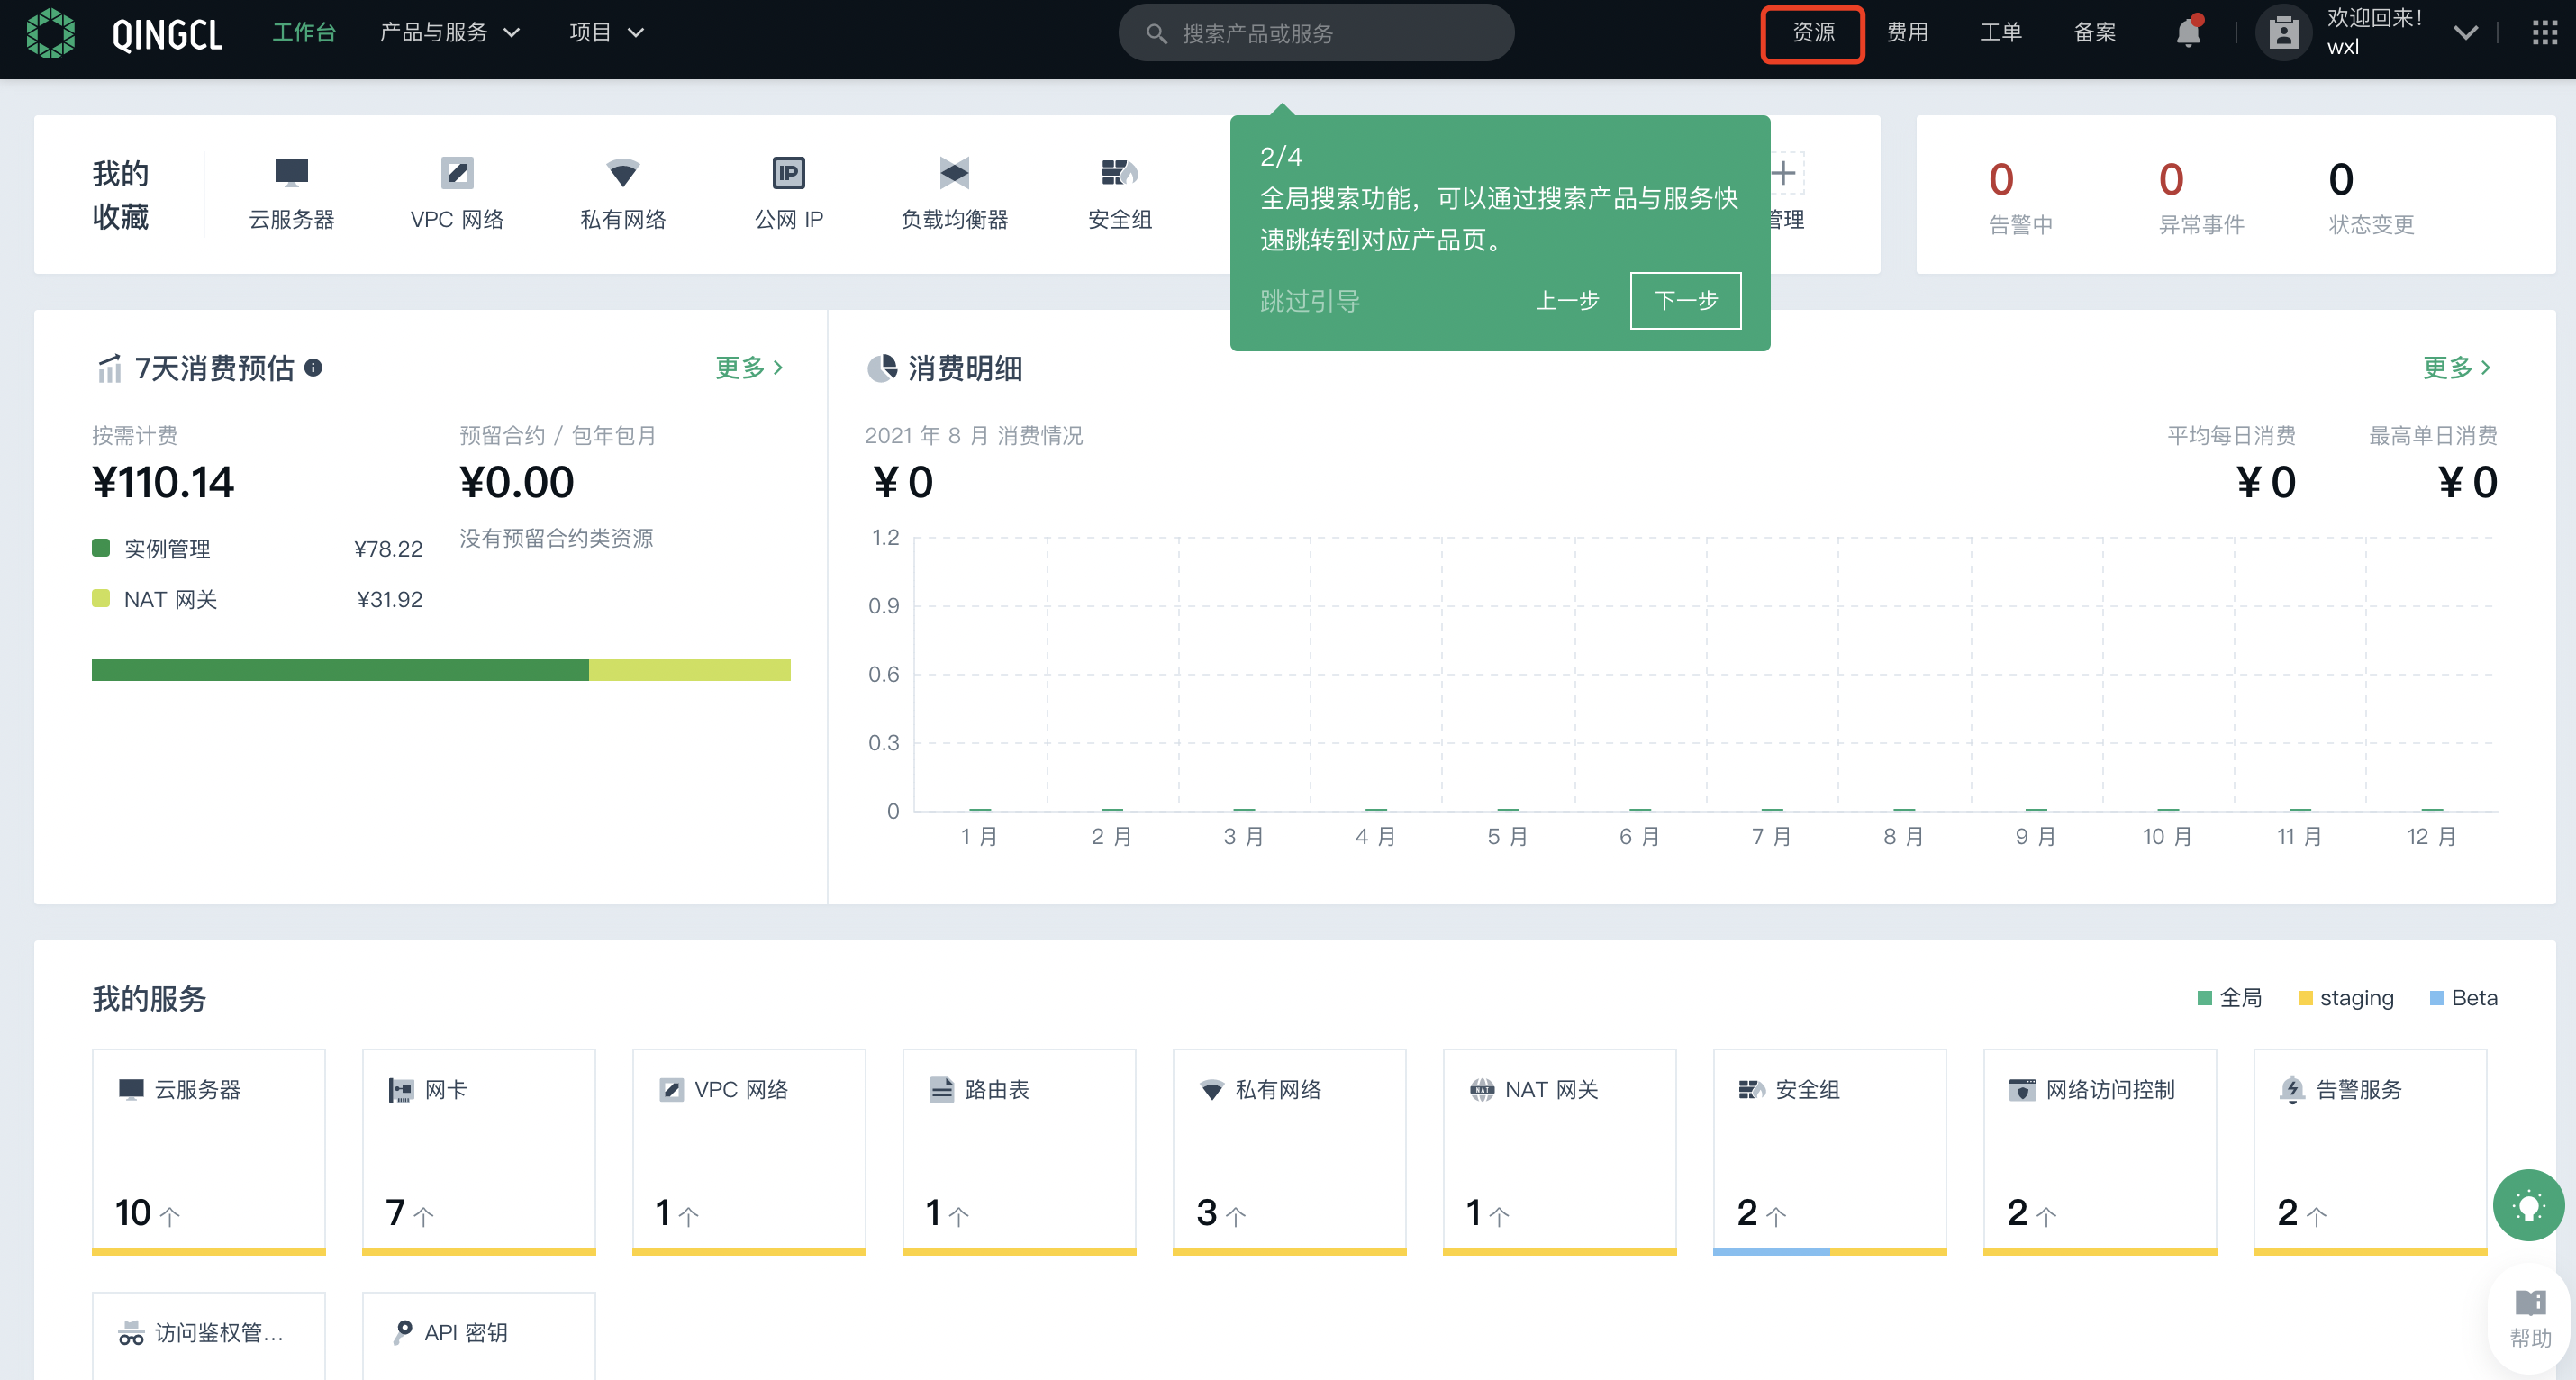 QINGCL 工作台 产品与服务 项目 搜索产品或服务 资源 费用 工单 备案 欢迎回来！
wxl
我的
收藏
云服务器 VPC 网络 私有网络 公网 IP 负载均衡器 安全组 管理
2/4
全局搜索功能，可以通过搜索产品与服务快
速跳转到对应产品页。
跳过引导 上一步 下一步
0 0 0
告警中 异常事件 状态变更
7天消费预估 更多
按需计费 预留合约 / 包年包月
¥110.14 ¥0.00
实例管理 ¥78.22 没有预留合约类资源
NAT 网关 ¥31.92
消费明细 更多
2021 年 8 月 消费情况 平均每日消费 最高单日消费
¥ 0 ¥ 0 ¥ 0
1.2
0.9
0.6
0.3
0
1 月 2 月 3 月 4 月 5 月 6 月 7 月 8 月 9 月 10 月 11 月 12 月
我的服务 全局 staging Beta
云服务器 网卡 VPC 网络 路由表 私有网络 NAT 网关 安全组 网络访问控制 告警服务
10 个 7 个 1 个 1 个 3 个 1 个 2 个 2 个 2 个
访问鉴权管... API 密钥
帮助